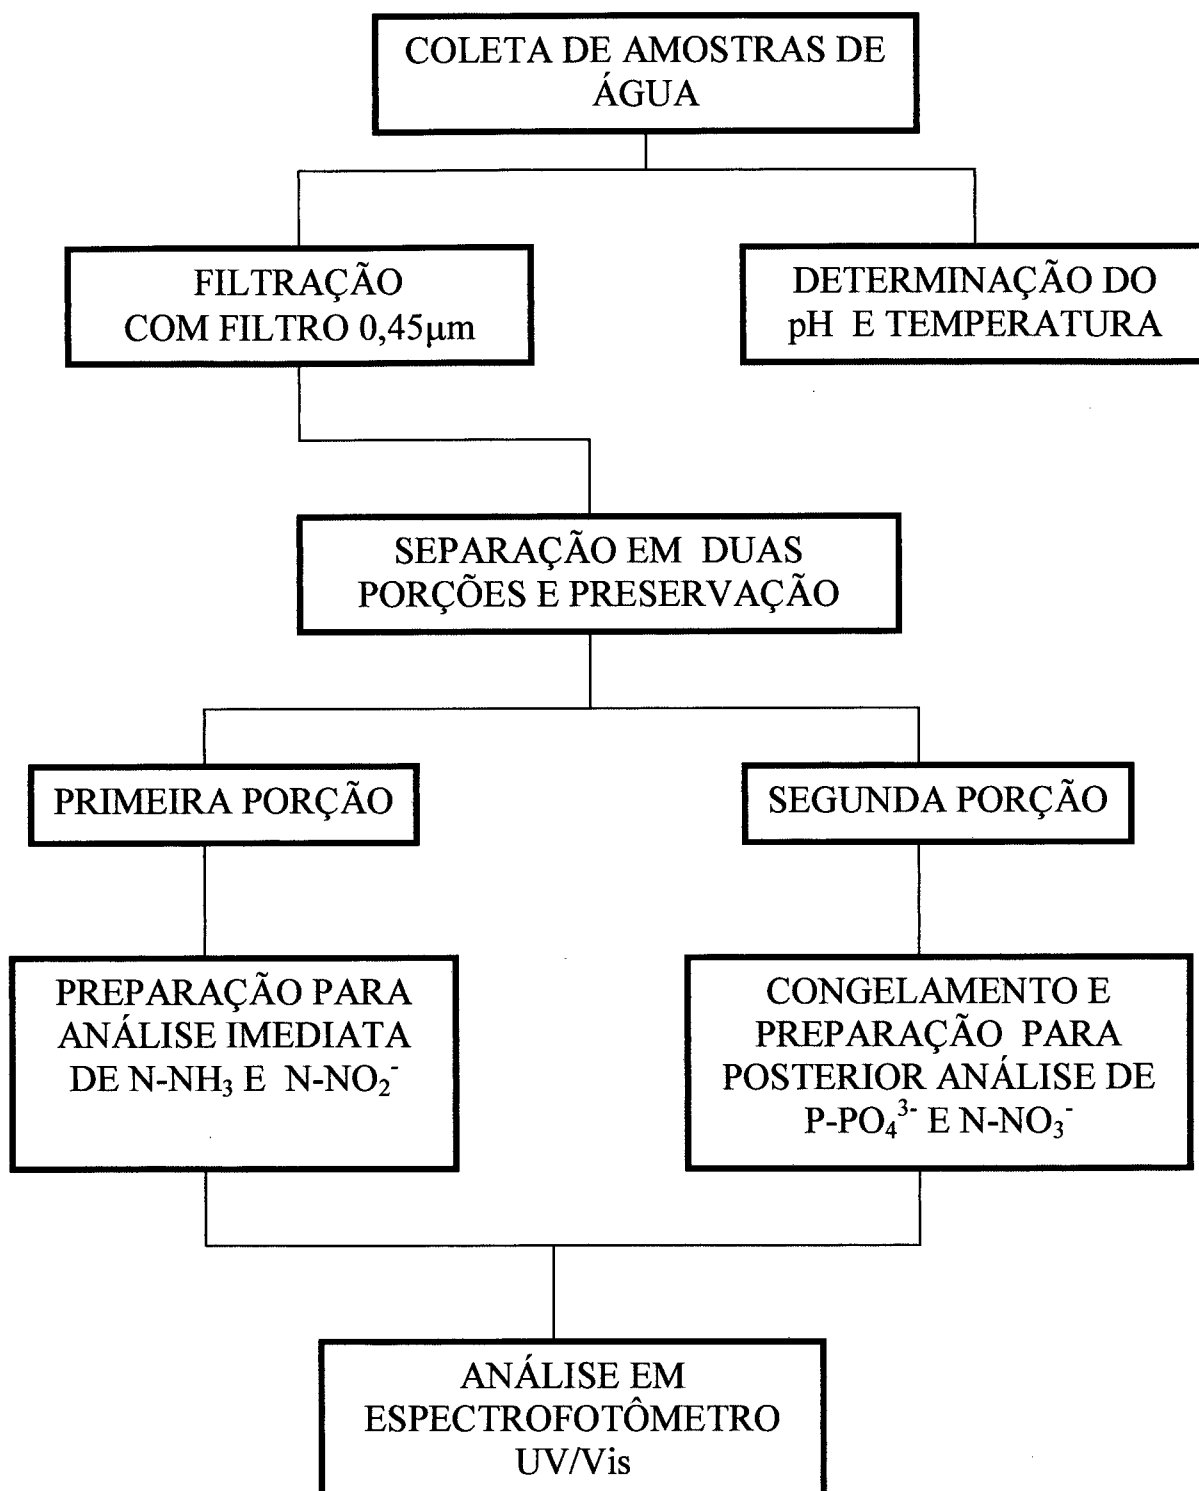 COLETA DE AMOSTRAS DE
ÁGUA
FILTRAÇÃO
COM FILTRO 0,45µm
DETERMINAÇÃO DO
pH E TEMPERATURA
SEPARAÇÃO EM DUAS
PORÇÕES E PRESERVAÇÃO
PRIMEIRA PORÇÃO
SEGUNDA PORÇÃO
PREPARAÇÃO PARA
ANÁLISE IMEDIATA
DE N-NH₃ E N-NO₂⁻
CONGELAMENTO E
PREPARAÇÃO PARA
POSTERIOR ANÁLISE DE
P-PO₄³⁻ E N-NO₃⁻
ANÁLISE EM
ESPECTROFOTÔMETRO
UV/Vis